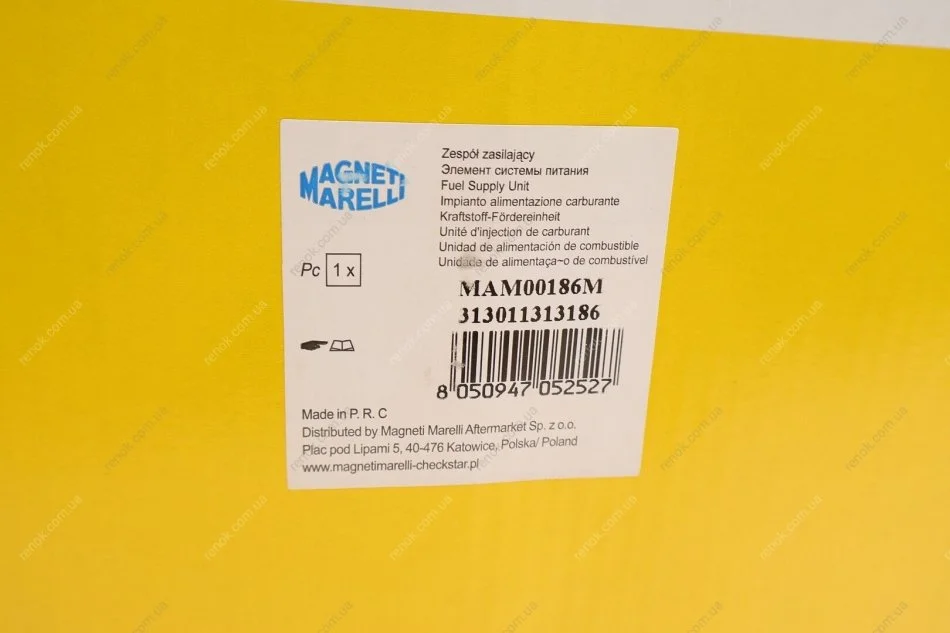 MAGNETI
MARELLI
Zespół zasilający
Элемент системы питания
Fuel Supply Unit
Impianto alimentazione carburante
Kraftstoff-Fördereinheit
Unité d'injection de carburant
Unidad de alimentación de combustible
Unidade de alimentaça~o de combustível
Pc 1 x
MAM00186M
313011313186
8 050947 052527
Made in P. R. C
Distributed by Magneti Marelli Aftermarket Sp. z o.o.
Plac pod Lipami 5, 40-476 Katowice, Polska/ Poland
www.magnetimarelli-checkstar.pl
renok.com.ua